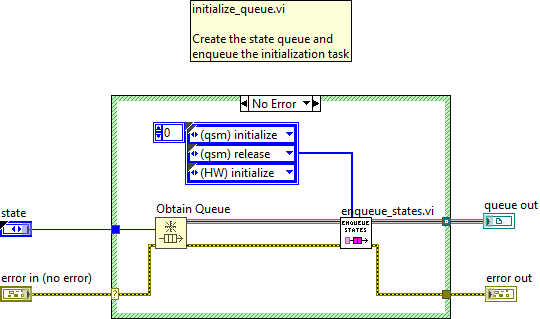 initialize_queue.vi
Create the state queue and
enqueue the initialization task
No Error
0
(qsm) initialize
(qsm) release
(HW) initialize
Obtain Queue
enqueue_states.vi
ENQUEUE
STATES
state
queue out
error in (no error)
?
error out